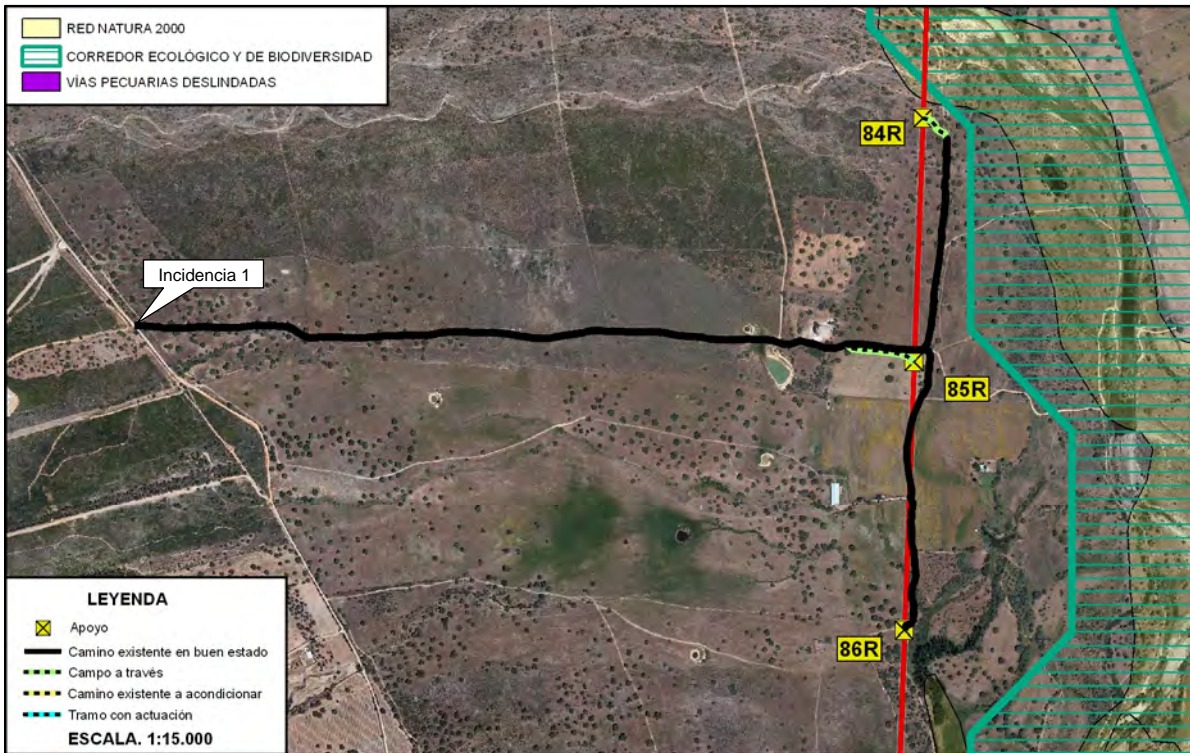 RED NATURA 2000
CORREDOR ECOLÓGICO Y DE BIODIVERSIDAD
VÍAS PECUARIAS DESLINDADAS
84R
Incidencia 1
85R
86R
LEYENDA
Apoyo
Camino existente en buen estado
Campo a través
Camino existente a acondicionar
Tramo con actuación
ESCALA. 1:15.000